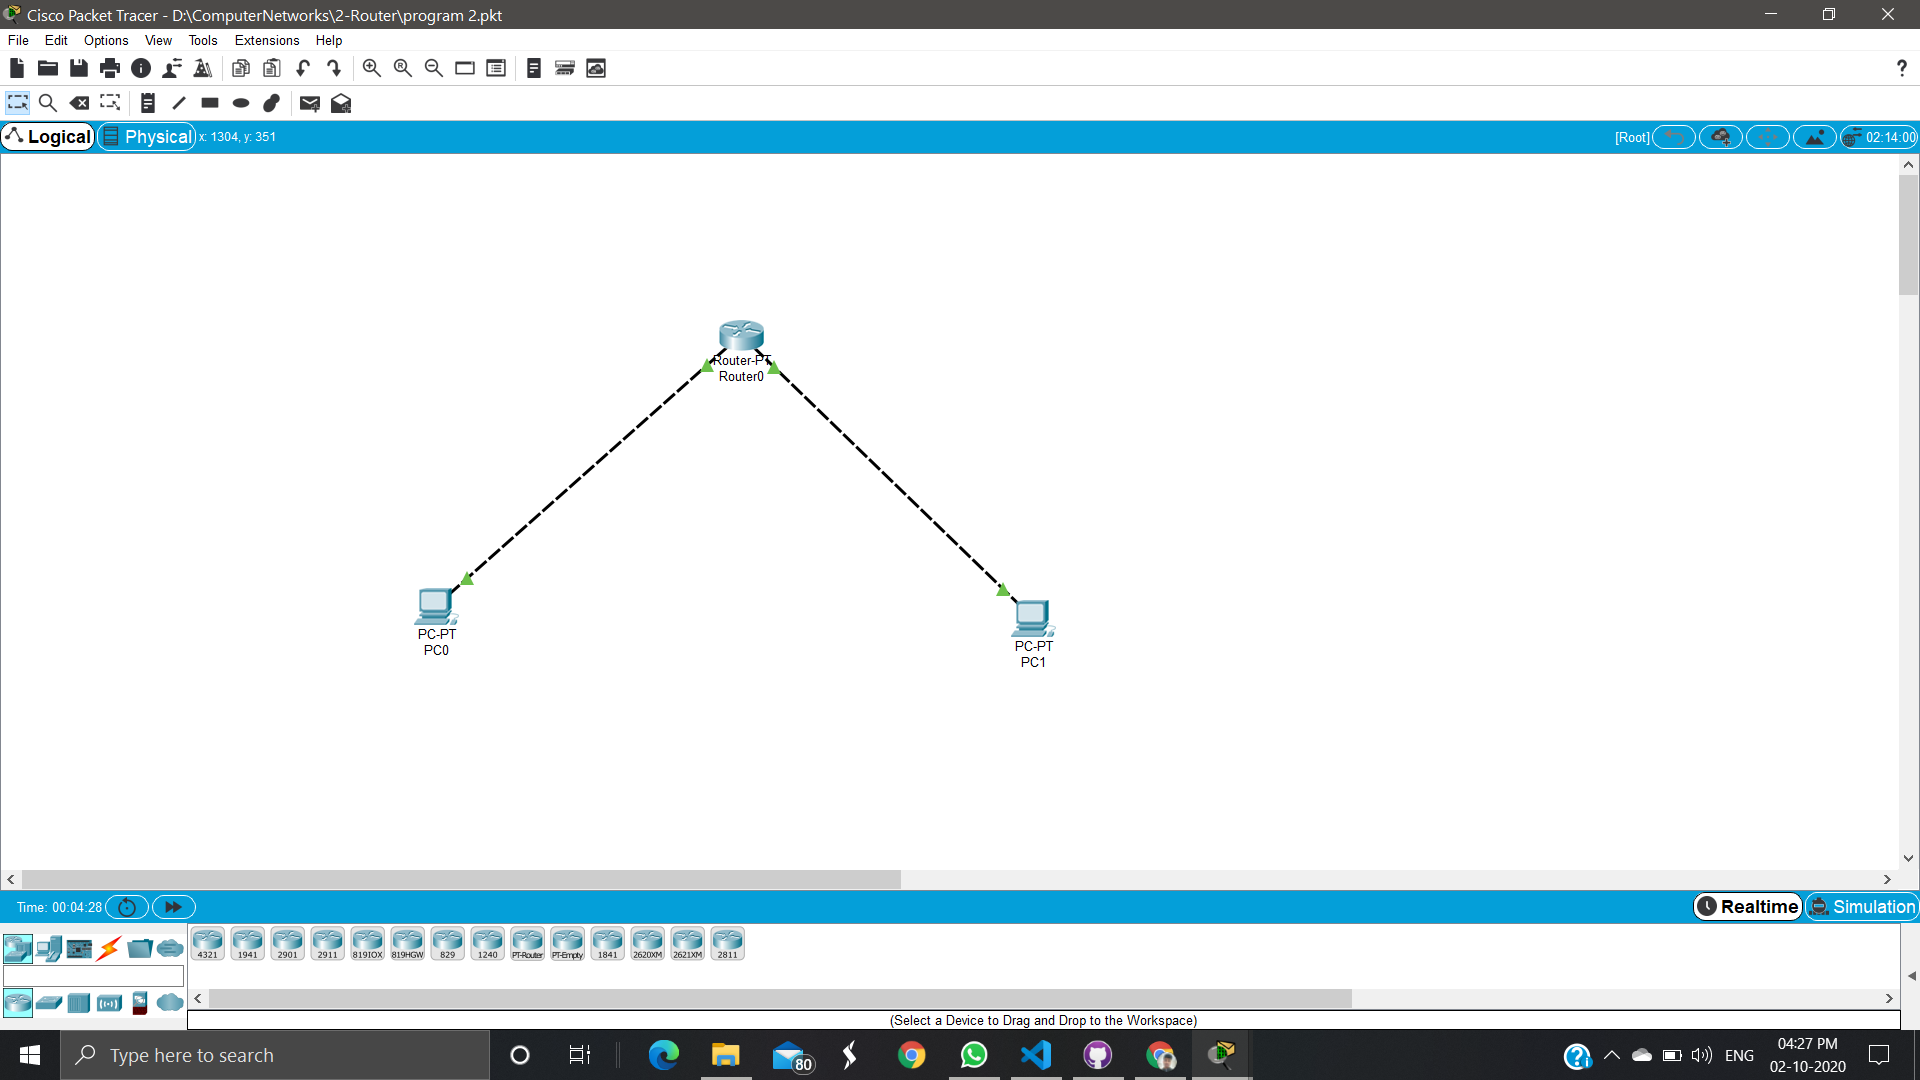 Cisco Packet Tracer - D:\ComputerNetworks\2-Router\program 2.pkt
File Edit Options View Tools Extensions Help
?
Logical Physical x: 1304, y: 351 [Root] 02:14:00
Router-PT
Router0
PC-PT
PC0
PC-PT
PC1
Time: 00:04:28 Realtime Simulation
4321 1941 2901 2911 819IOX 819HGW 829 1240 PT-Router PT-Empty 1841 2620XM 2621XM 2811
(Select a Device to Drag and Drop to the Workspace)
Type here to search 80 ENG 04:27 PM
02-10-2020